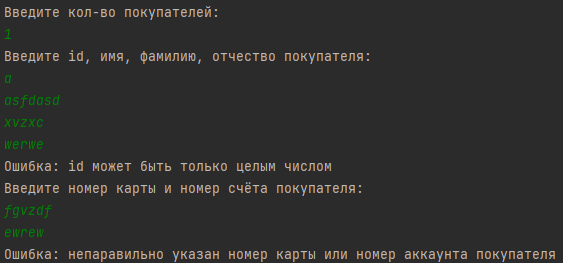 Введите кол-во покупателей:
1
Введите id, имя, фамилию, отчество покупателя:
a
asfdasd
xvzxc
werwe
Ошибка: id может быть только целым числом
Введите номер карты и номер счёта покупателя:
fgvzdf
ewrew
Ошибка: непаравильно указан номер карты или номер аккаунта покупателя